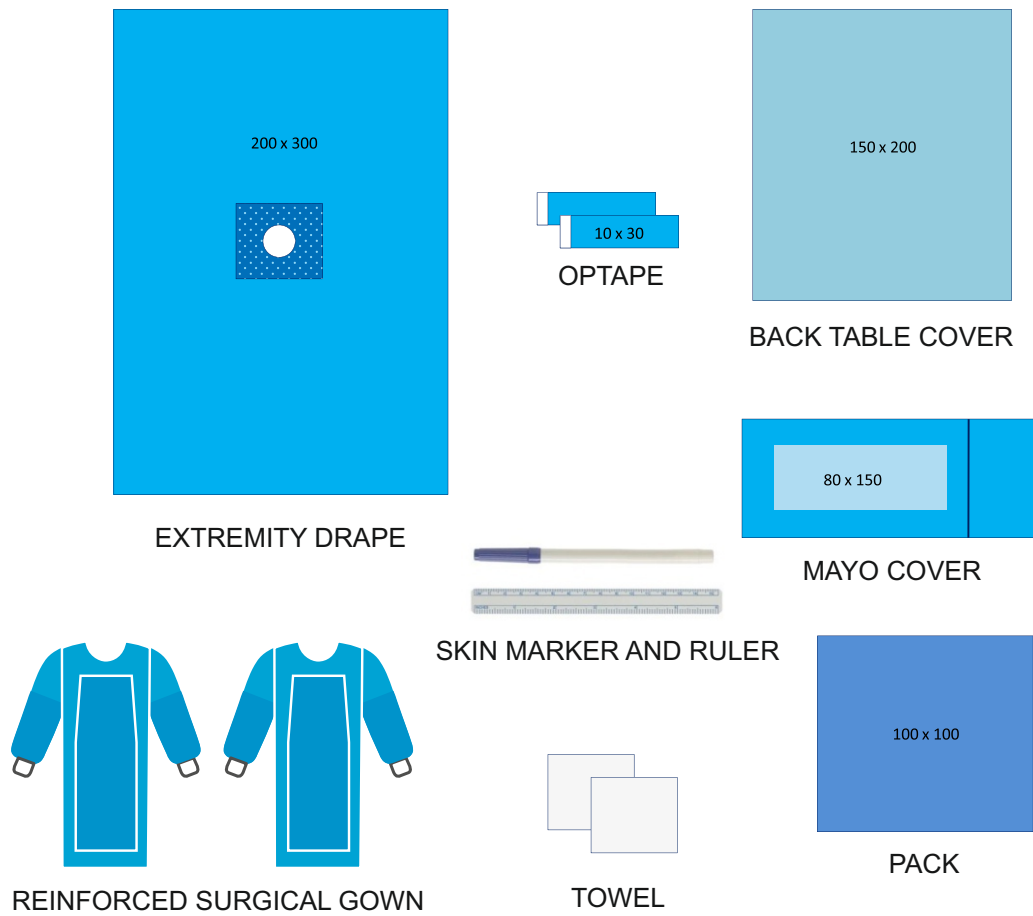 200 x 300
EXTREMITY DRAPE
10 x 30
OPTAPE
150 x 200
BACK TABLE COVER
80 x 150
MAYO COVER
SKIN MARKER AND RULER
REINFORCED SURGICAL GOWN
TOWEL
100 x 100
PACK